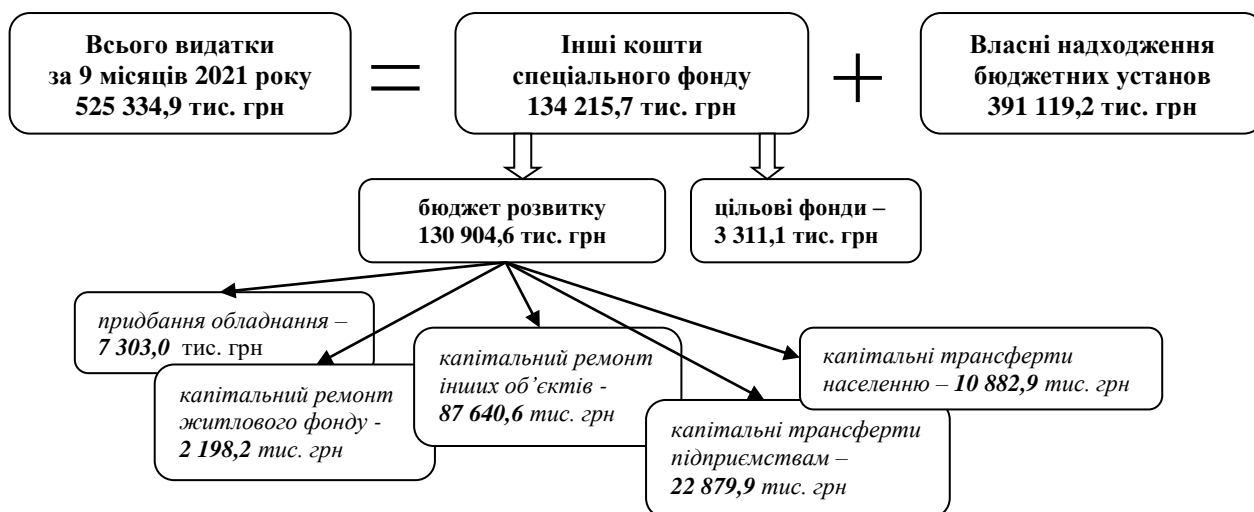 Всього видатки
за 9 місяців 2021 року
525 334,9 тис. грн
=
Інші кошти
спеціального фонду
134 215,7 тис. грн
+
Власні надходження
бюджетних установ
391 119,2 тис. грн
бюджет розвитку
130 904,6 тис. грн
цільові фонди –
3 311,1 тис. грн
придбання обладнання –
7 303,0 тис. грн
капітальний ремонт
житлового фонду -
2 198,2 тис. грн
капітальний ремонт
інших об’єктів -
87 640,6 тис. грн
капітальні трансферти
підприємствам –
22 879,9 тис. грн
капітальні трансферти
населенню – 10 882,9 тис. грн